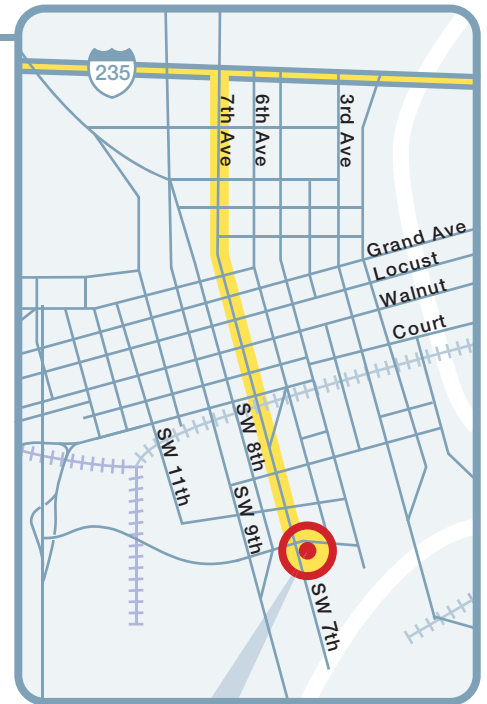 235
7th Ave
6th Ave
3rd Ave
Grand Ave
Locust
Walnut
Court
SW 8th
SW 11th
SW 9th
SW 7th